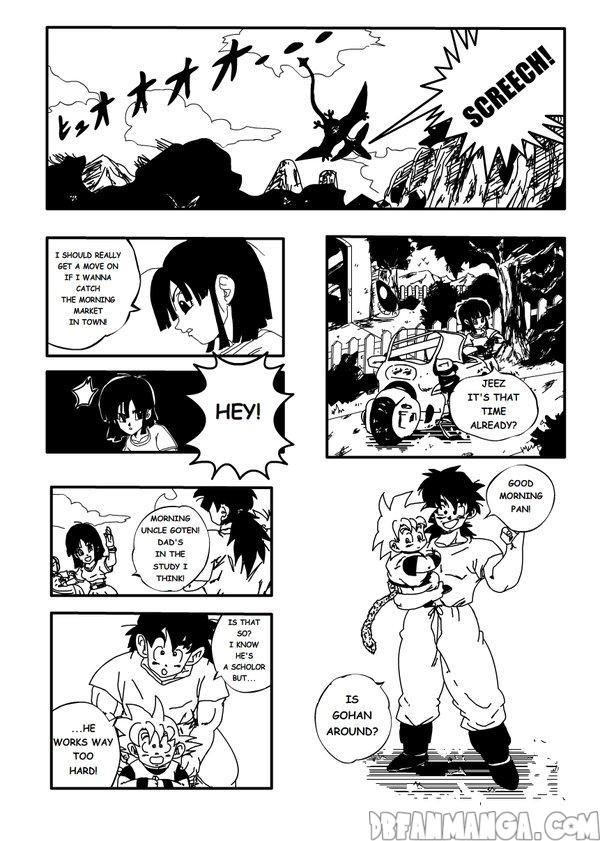 ヒュオオオオ・・・
SCREECH!
I SHOULD REALLY
GET A MOVE ON
IF I WANNA
CATCH
THE MORNING
MARKET
IN TOWN!
JEEZ
IT'S THAT
TIME
ALREADY?
HEY!
GOOD
MORNING
PAN!
MORNING
UNCLE GOTEN!
DAD'S
IN THE
STUDY I
THINK!
IS
GOHAN
AROUND?
IS THAT
SO?
I KNOW
HE'S
A SCHOLOR
BUT...
...HE
WORKS WAY
TOO
HARD!
DBFANMANGA.COM